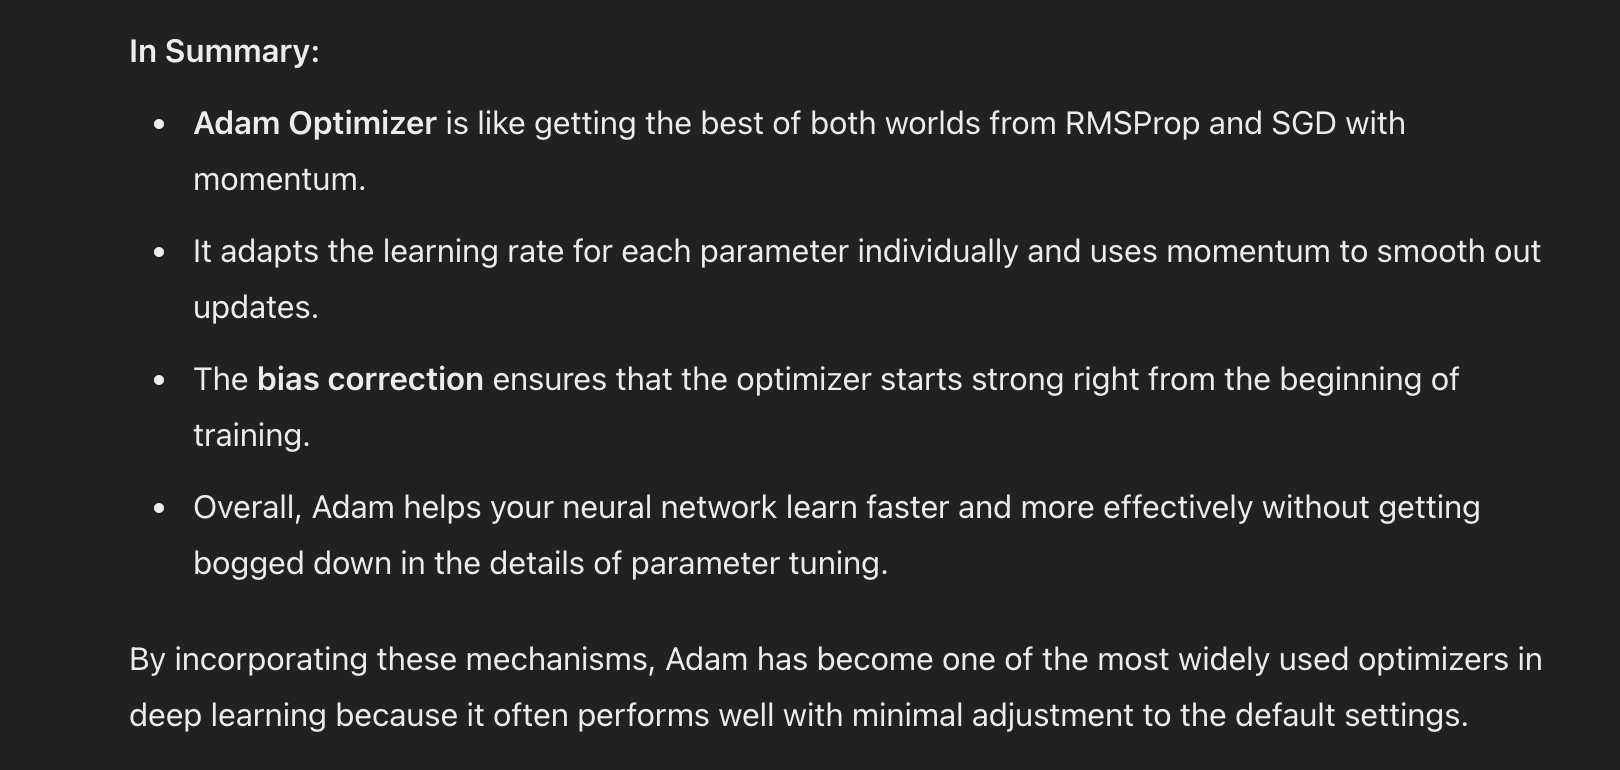 In Summary:
• Adam Optimizer is like getting the best of both worlds from RMSProp and SGD with
momentum.
• It adapts the learning rate for each parameter individually and uses momentum to smooth out
updates.
• The bias correction ensures that the optimizer starts strong right from the beginning of
training.
• Overall, Adam helps your neural network learn faster and more effectively without getting
bogged down in the details of parameter tuning.
By incorporating these mechanisms, Adam has become one of the most widely used optimizers in
deep learning because it often performs well with minimal adjustment to the default settings.